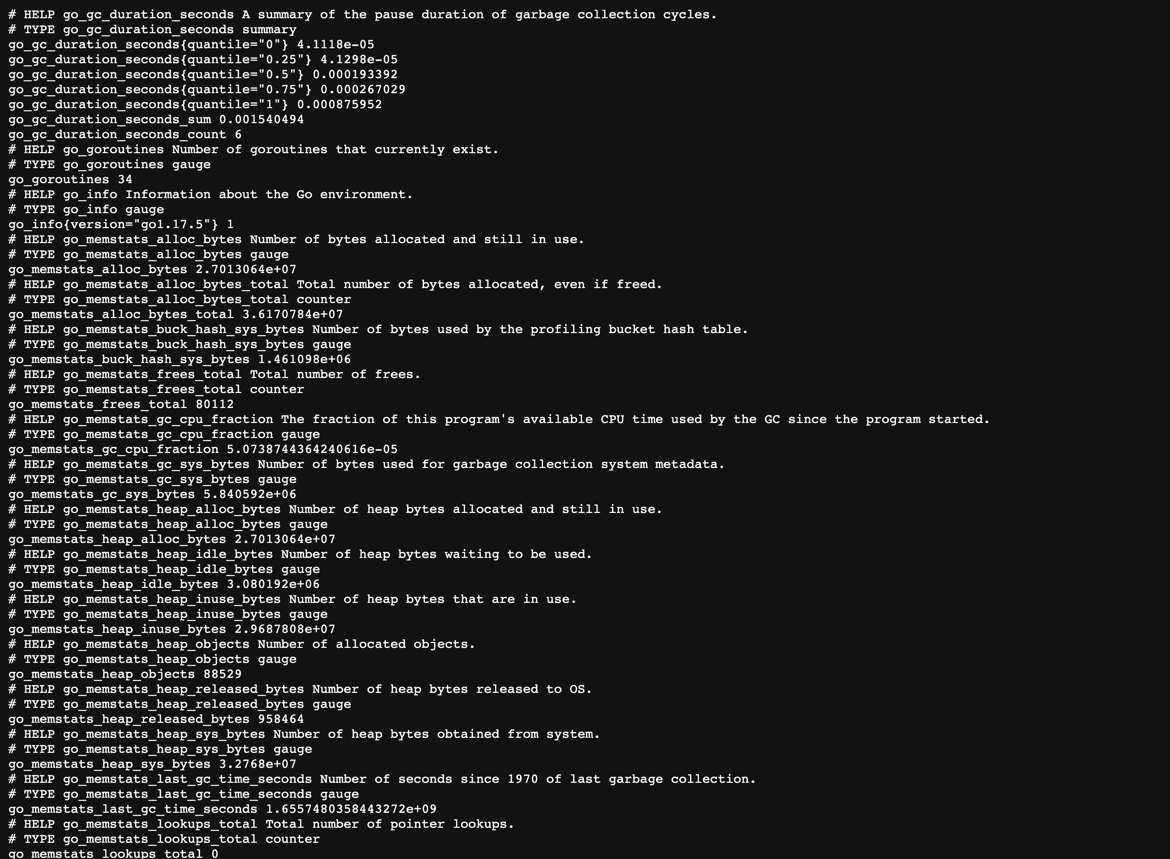 # HELP go_gc_duration_seconds A summary of the pause duration of garbage collection cycles.
# TYPE go_gc_duration_seconds summary
go_gc_duration_seconds{quantile="0"} 4.1118e-05
go_gc_duration_seconds{quantile="0.25"} 4.1298e-05
go_gc_duration_seconds{quantile="0.5"} 0.000193392
go_gc_duration_seconds{quantile="0.75"} 0.000267029
go_gc_duration_seconds{quantile="1"} 0.000875952
go_gc_duration_seconds_sum 0.001540494
go_gc_duration_seconds_count 6
# HELP go_goroutines Number of goroutines that currently exist.
# TYPE go_goroutines gauge
go_goroutines 34
# HELP go_info Information about the Go environment.
# TYPE go_info gauge
go_info{version="go1.17.5"} 1
# HELP go_memstats_alloc_bytes Number of bytes allocated and still in use.
# TYPE go_memstats_alloc_bytes gauge
go_memstats_alloc_bytes 2.7013064e+07
# HELP go_memstats_alloc_bytes_total Total number of bytes allocated, even if freed.
# TYPE go_memstats_alloc_bytes_total counter
go_memstats_alloc_bytes_total 3.6170784e+07
# HELP go_memstats_buck_hash_sys_bytes Number of bytes used by the profiling bucket hash table.
# TYPE go_memstats_buck_hash_sys_bytes gauge
go_memstats_buck_hash_sys_bytes 1.461098e+06
# HELP go_memstats_frees_total Total number of frees.
# TYPE go_memstats_frees_total counter
go_memstats_frees_total 80112
# HELP go_memstats_gc_cpu_fraction The fraction of this program's available CPU time used by the GC since the program started.
# TYPE go_memstats_gc_cpu_fraction gauge
go_memstats_gc_cpu_fraction 5.0738744364240616e-05
# HELP go_memstats_gc_sys_bytes Number of bytes used for garbage collection system metadata.
# TYPE go_memstats_gc_sys_bytes gauge
go_memstats_gc_sys_bytes 5.840592e+06
# HELP go_memstats_heap_alloc_bytes Number of heap bytes allocated and still in use.
# TYPE go_memstats_heap_alloc_bytes gauge
go_memstats_heap_alloc_bytes 2.7013064e+07
# HELP go_memstats_heap_idle_bytes Number of heap bytes waiting to be used.
# TYPE go_memstats_heap_idle_bytes gauge
go_memstats_heap_idle_bytes 3.080192e+06
# HELP go_memstats_heap_inuse_bytes Number of heap bytes that are in use.
# TYPE go_memstats_heap_inuse_bytes gauge
go_memstats_heap_inuse_bytes 2.9687808e+07
# HELP go_memstats_heap_objects Number of allocated objects.
# TYPE go_memstats_heap_objects gauge
go_memstats_heap_objects 88529
# HELP go_memstats_heap_released_bytes Number of heap bytes released to OS.
# TYPE go_memstats_heap_released_bytes gauge
go_memstats_heap_released_bytes 958464
# HELP go_memstats_heap_sys_bytes Number of heap bytes obtained from system.
# TYPE go_memstats_heap_sys_bytes gauge
go_memstats_heap_sys_bytes 3.2768e+07
# HELP go_memstats_last_gc_time_seconds Number of seconds since 1970 of last garbage collection.
# TYPE go_memstats_last_gc_time_seconds gauge
go_memstats_last_gc_time_seconds 1.6557480358443272e+09
# HELP go_memstats_lookups_total Total number of pointer lookups.
# TYPE go_memstats_lookups_total counter
go_memstats_lookups_total 0